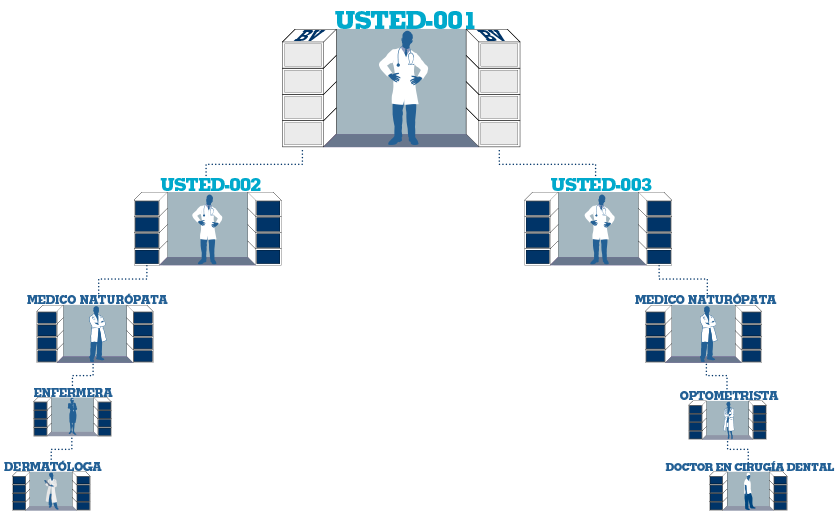 USTED-001
BV BV
USTED-002
USTED-003
MEDICO NATURÓPATA
MEDICO NATURÓPATA
ENFERMERA
OPTOMETRISTA
DERMATÓLOGA
DOCTOR EN CIRUGÍA DENTAL